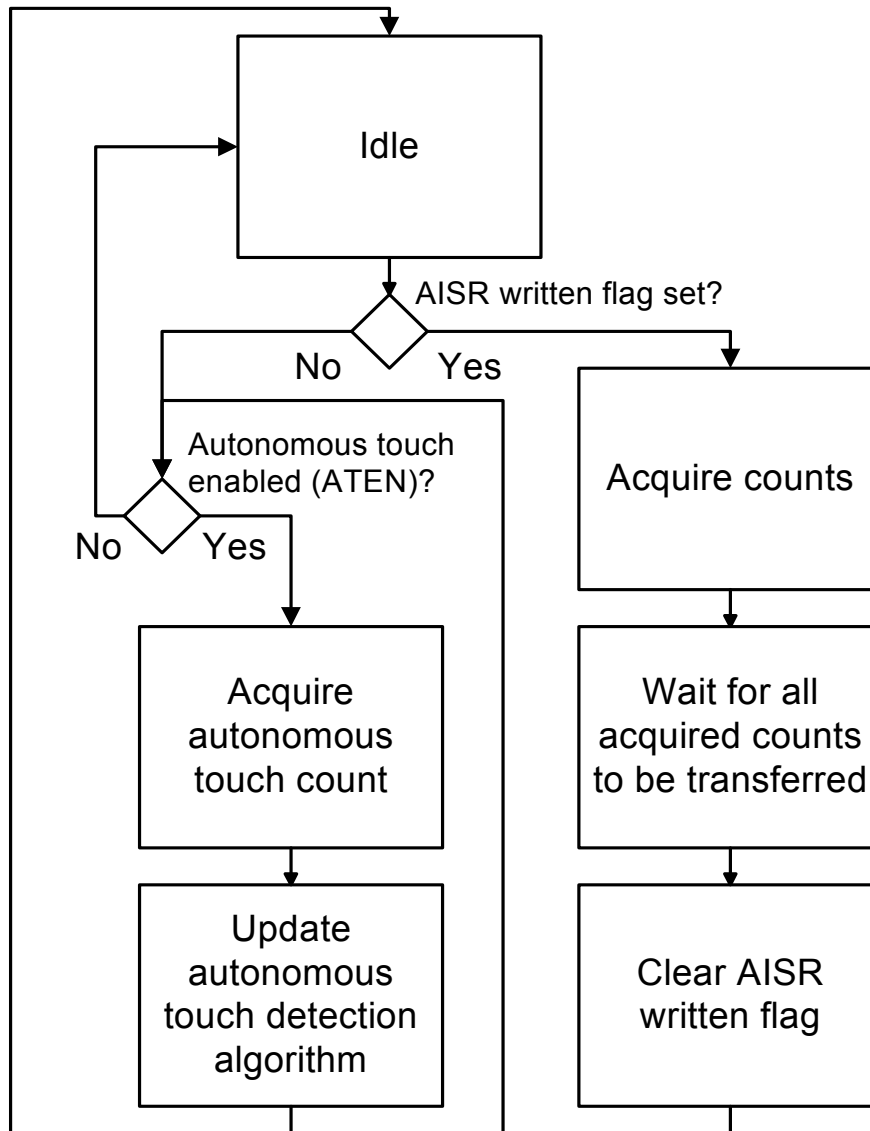 Idle
AISR written flag set?
No
Yes
Autonomous touch
enabled (ATEN)?
No
Yes
Acquire counts
Acquire
autonomous
touch count
Wait for all
acquired counts
to be transferred
Update
autonomous
touch detection
algorithm
Clear AISR
written flag